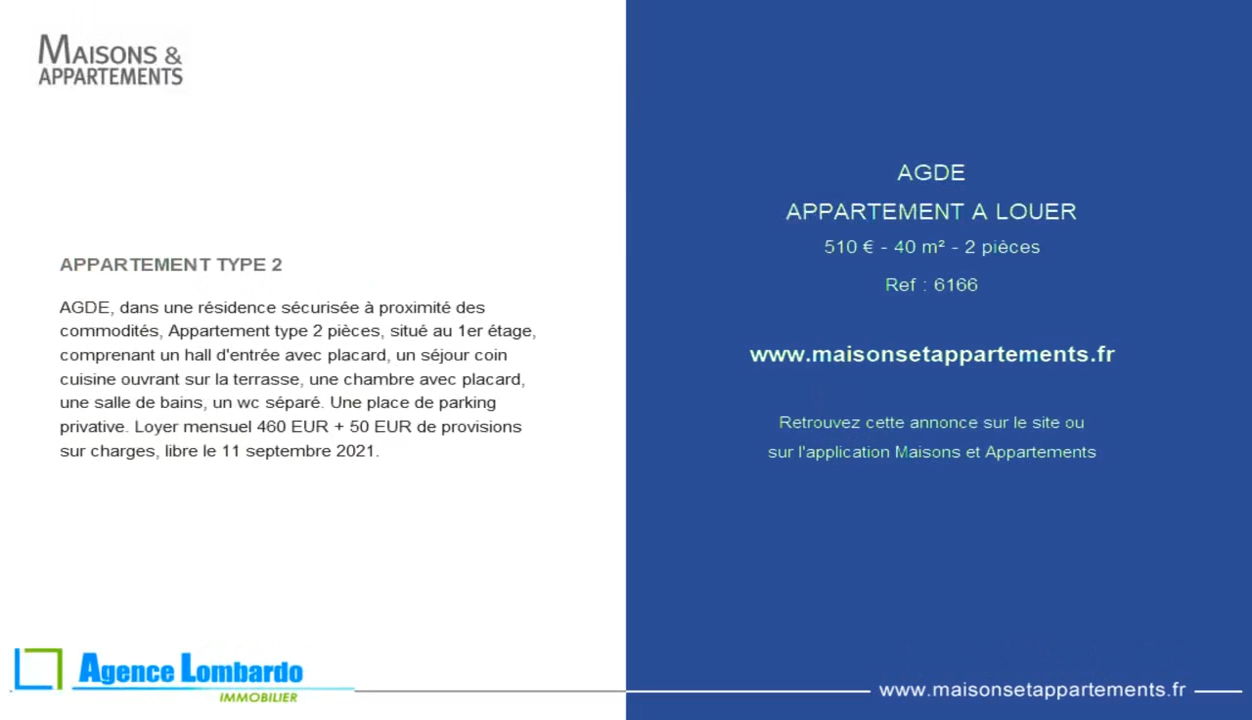 MAISONS &
APPARTEMENTS
APPARTEMENT TYPE 2
AGDE, dans une résidence sécurisée à proximité des
commodités, Appartement type 2 pièces, situé au 1er étage,
comprenant un hall d'entrée avec placard, un séjour coin
cuisine ouvrant sur la terrasse, une chambre avec placard,
une salle de bains, un wc séparé. Une place de parking
privative. Loyer mensuel 460 EUR + 50 EUR de provisions
sur charges, libre le 11 septembre 2021.
Agence Lombardo
IMMOBILIER
AGDE
APPARTEMENT A LOUER
510 € - 40 m² - 2 pièces
Ref : 6166
www.maisonsetappartements.fr
Retrouvez cette annonce sur le site ou
sur l'application Maisons et Appartements
www.maisonsetappartements.fr